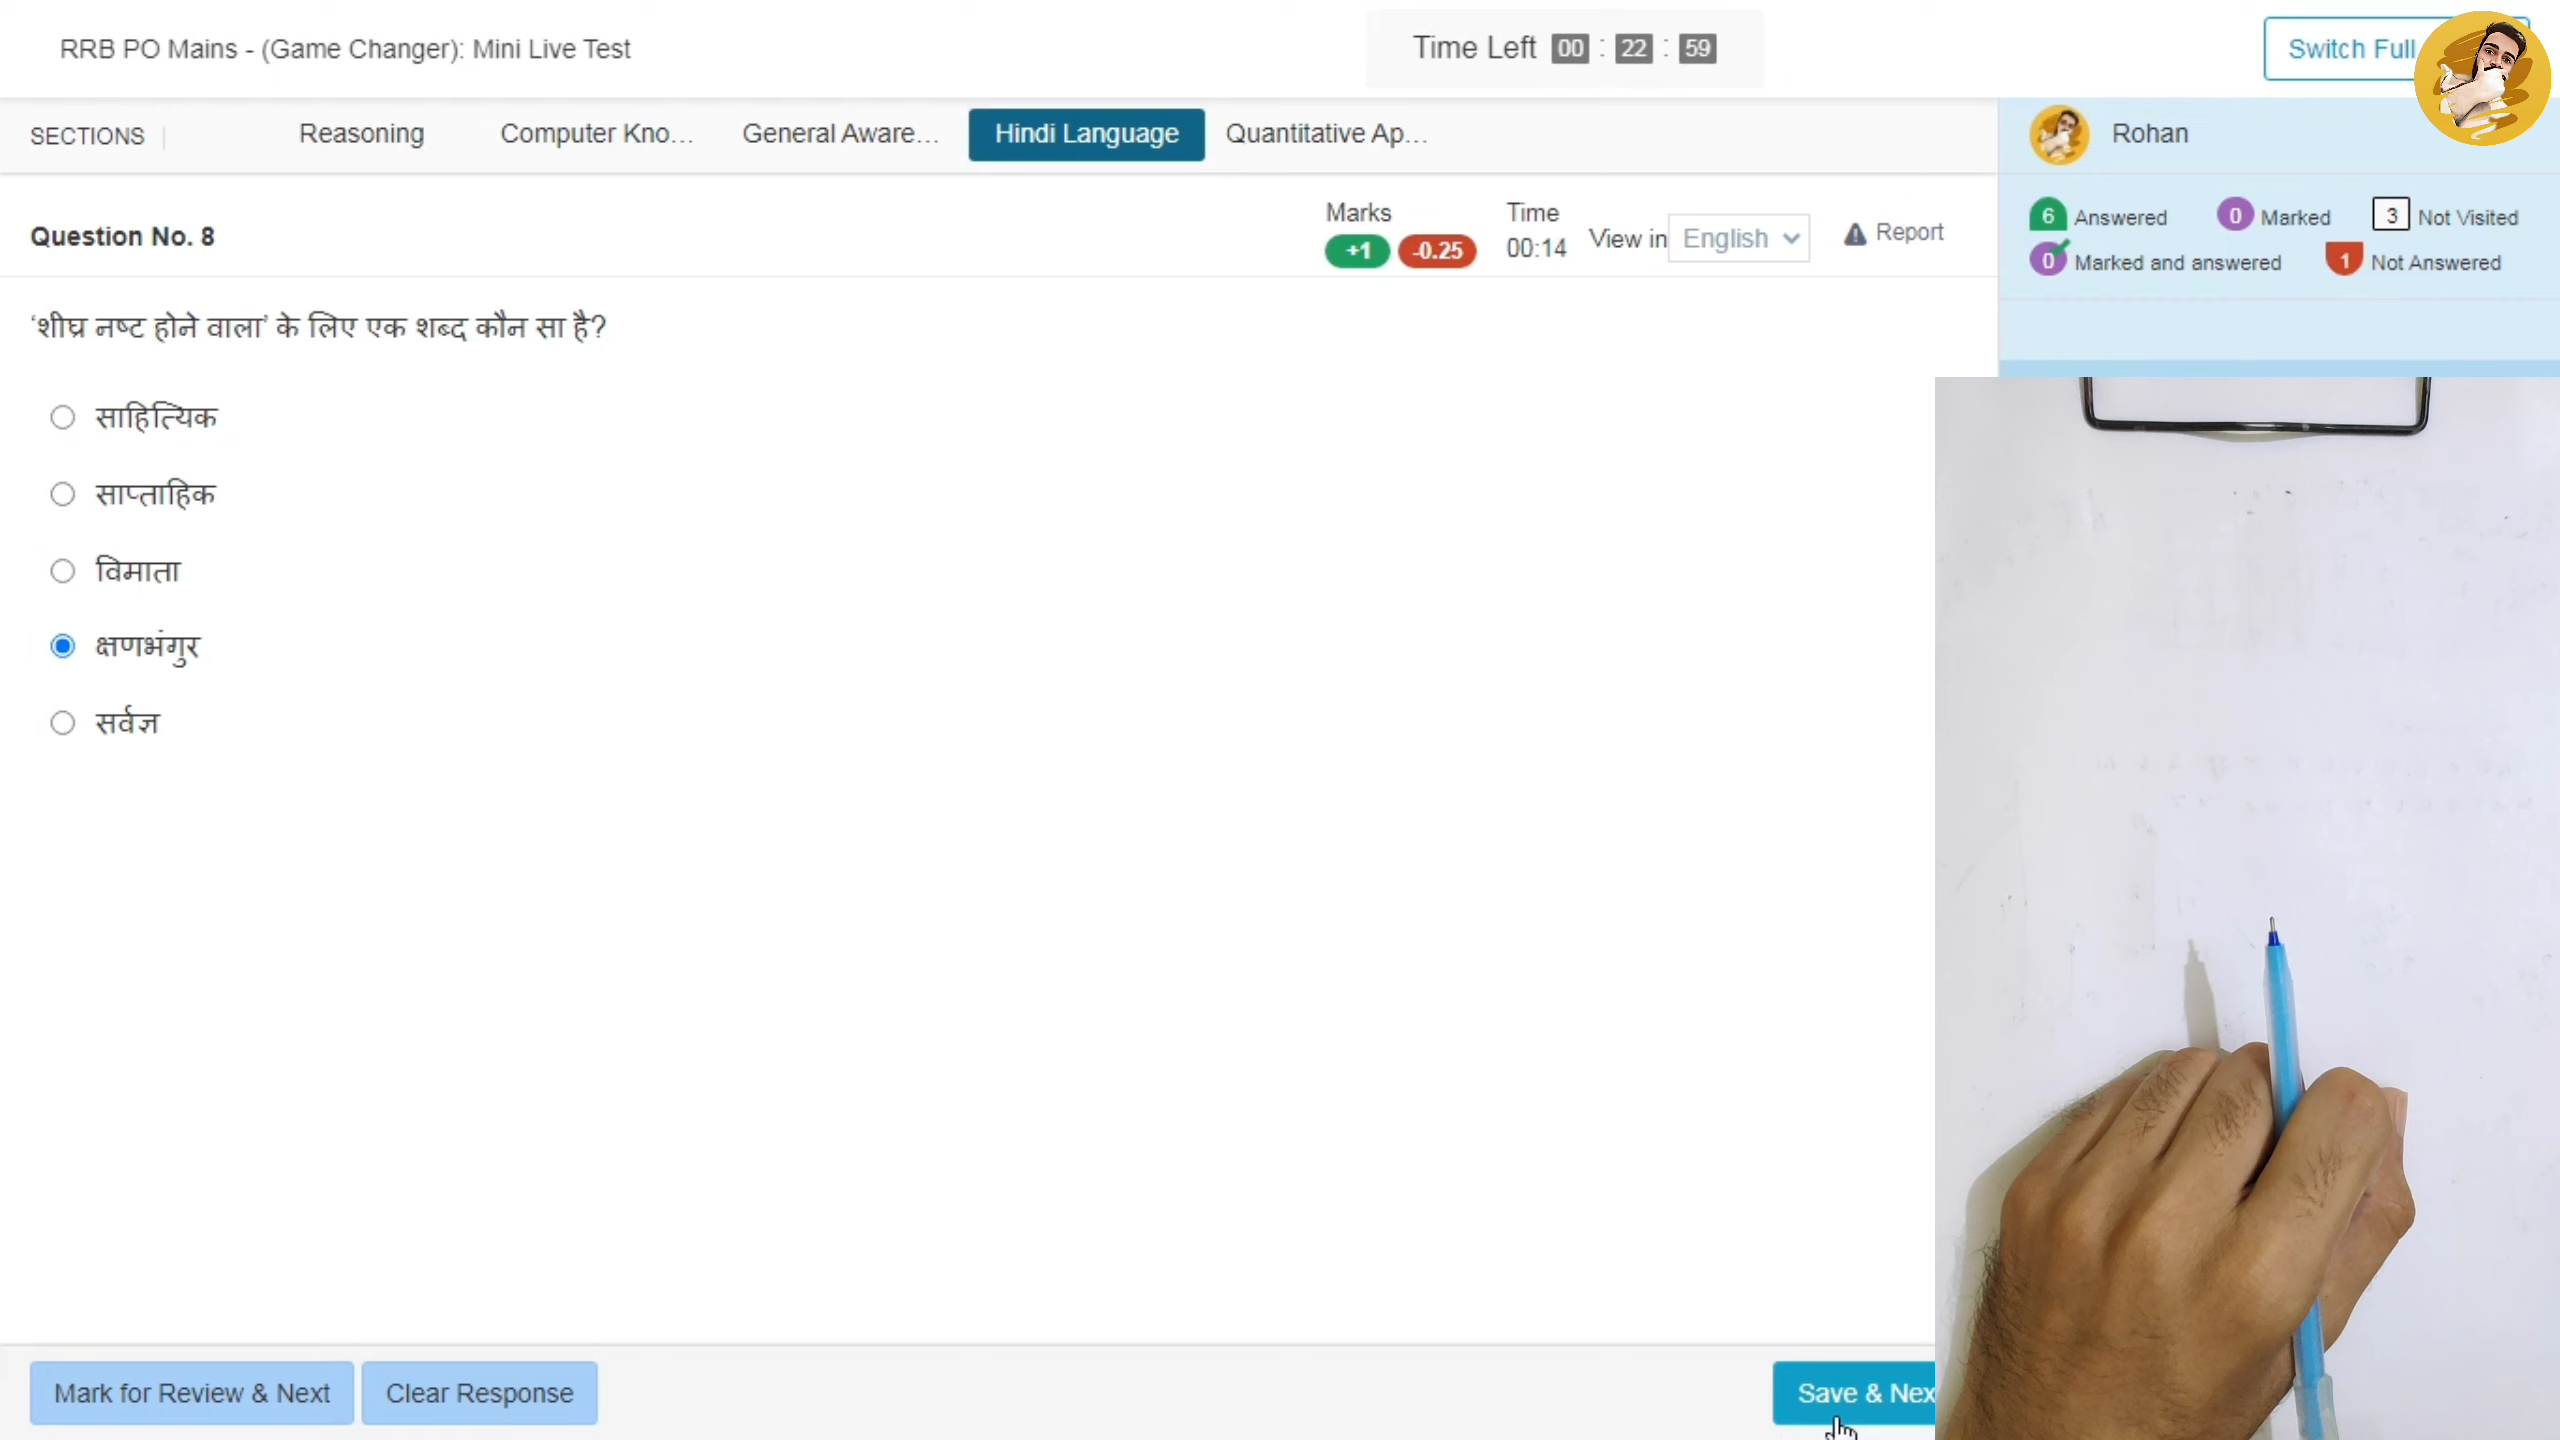 RRB PO Mains - (Game Changer): Mini Live Test
Time Left 00 : 22 : 59
Switch Full
SECTIONS
Reasoning
Computer Kno...
General Aware...
Hindi Language
Quantitative Ap...
Rohan
Question No. 8
Marks
+1 -0.25
Time
00:14
View in English
Report
6 Answered
0 Marked
3 Not Visited
0 Marked and answered
1 Not Answered
‘शीघ्र नष्ट होने वाला’ के लिए एक शब्द कौन सा है?
साहित्यिक
साप्ताहिक
विमाता
क्षणभंगुर
सर्वज्ञ
Mark for Review & Next
Clear Response
Save & Nex